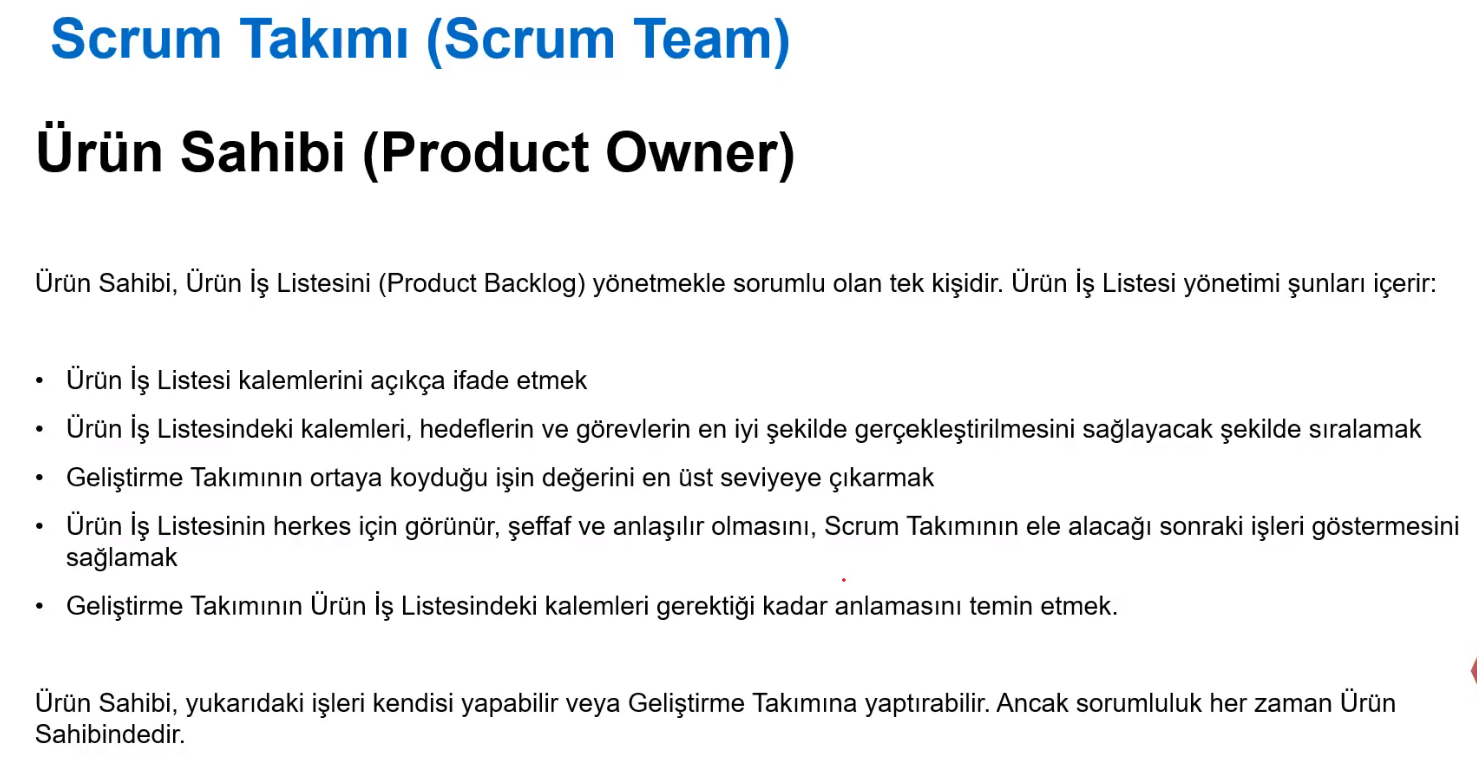 Scrum Takımı (Scrum Team)
Ürün Sahibi (Product Owner)
Ürün Sahibi, Ürün İş Listesini (Product Backlog) yönetmekle sorumlu olan tek kişidir. Ürün İş Listesi yönetimi şunları içerir:
• Ürün İş Listesi kalemlerini açıkça ifade etmek
• Ürün İş Listesindeki kalemleri, hedeflerin ve görevlerin en iyi şekilde gerçekleştirilmesini sağlayacak şekilde sıralamak
• Geliştirme Takımının ortaya koyduğu işin değerini en üst seviyeye çıkarmak
• Ürün İş Listesinin herkes için görünür, şeffaf ve anlaşılır olmasını, Scrum Takımının ele alacağı sonraki işleri göstermesini
sağlamak
• Geliştirme Takımının Ürün İş Listesindeki kalemleri gerektiği kadar anlamasını temin etmek.
Ürün Sahibi, yukarıdaki işleri kendisi yapabilir veya Geliştirme Takımına yaptırabilir. Ancak sorumluluk her zaman Ürün
Sahibindedir.